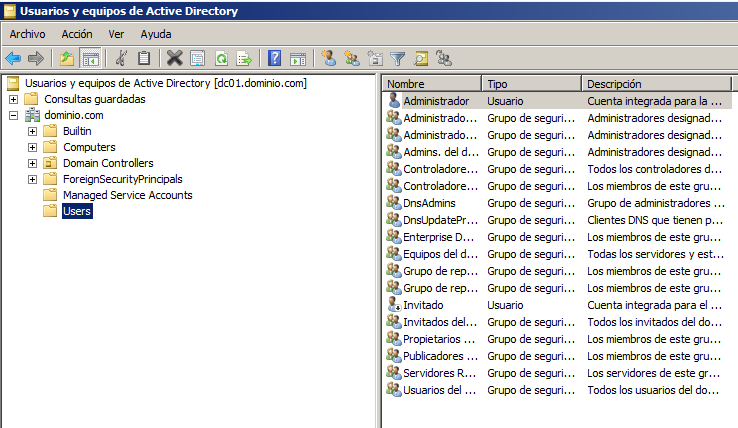 Usuarios y equipos de Active Directory
Archivo Acción Ver Ayuda
Usuarios y equipos de Active Directory [dc01.dominio.com]
Consultas guardadas
dominio.com
Builtin
Computers
Domain Controllers
ForeignSecurityPrincipals
Managed Service Accounts
Users
Nombre Tipo Descripción
Administrador Usuario Cuenta integrada para la ...
Administrado... Grupo de seguri... Administradores designad...
Administrado... Grupo de seguri... Administradores designad...
Admins. del d... Grupo de seguri... Administradores designad...
Controladore... Grupo de seguri... Todos los controladores d...
Controladore... Grupo de seguri... Los miembros de este gru...
DnsAdmins Grupo de seguri... Grupo de administradores ...
DnsUpdatePr... Grupo de seguri... Clientes DNS que tienen p...
Enterprise D... Grupo de seguri... Los miembros de este gru...
Equipos del d... Grupo de seguri... Todas los servidores y est...
Grupo de rep... Grupo de seguri... Los miembros de este gru...
Grupo de rep... Grupo de seguri... Los miembros de este gru...
Invitado Usuario Cuenta integrada para el ...
Invitados del... Grupo de seguri... Todos los invitados del do...
Propietarios ... Grupo de seguri... Los miembros de este gru...
Publicadores ... Grupo de seguri... Los miembros de este gru...
Servidores R... Grupo de seguri... Los servidores de este gr...
Usuarios del ... Grupo de seguri... Todos los usuarios del do...